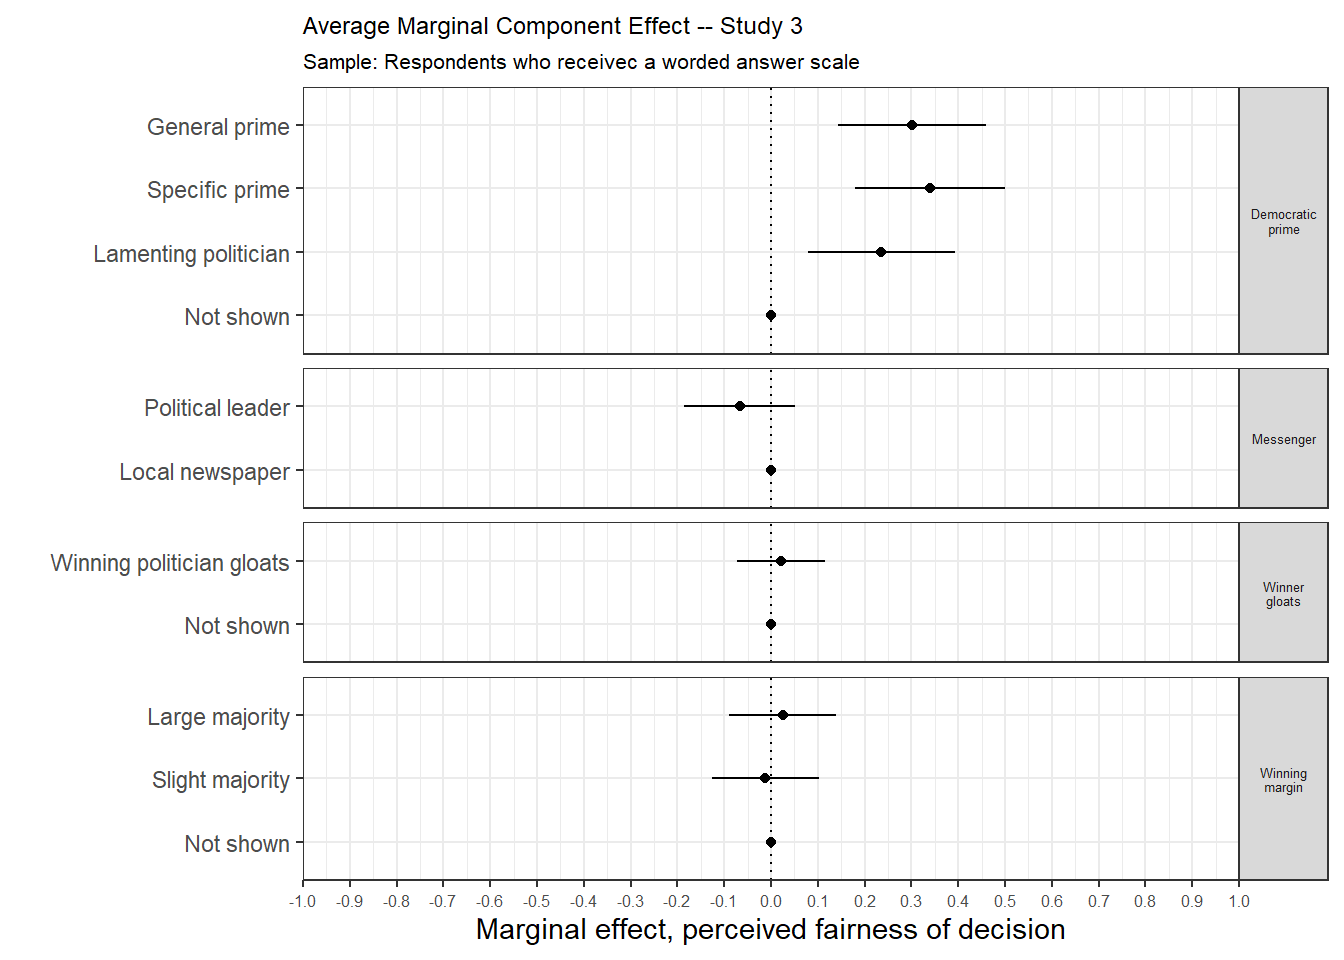 Average Marginal Component Effect -- Study 3
Sample: Respondents who receivec a worded answer scale
General prime
Specific prime
Lamenting politician
Not shown
Democratic
prime
Political leader
Local newspaper
Messenger
Winning politician gloats
Not shown
Winner
gloats
Large majority
Slight majority
Not shown
Winning
margin
-1.0 -0.9 -0.8 -0.7 -0.6 -0.5 -0.4 -0.3 -0.2 -0.1 0.0 0.1 0.2 0.3 0.4 0.5 0.6 0.7 0.8 0.9 1.0
Marginal effect, perceived fairness of decision